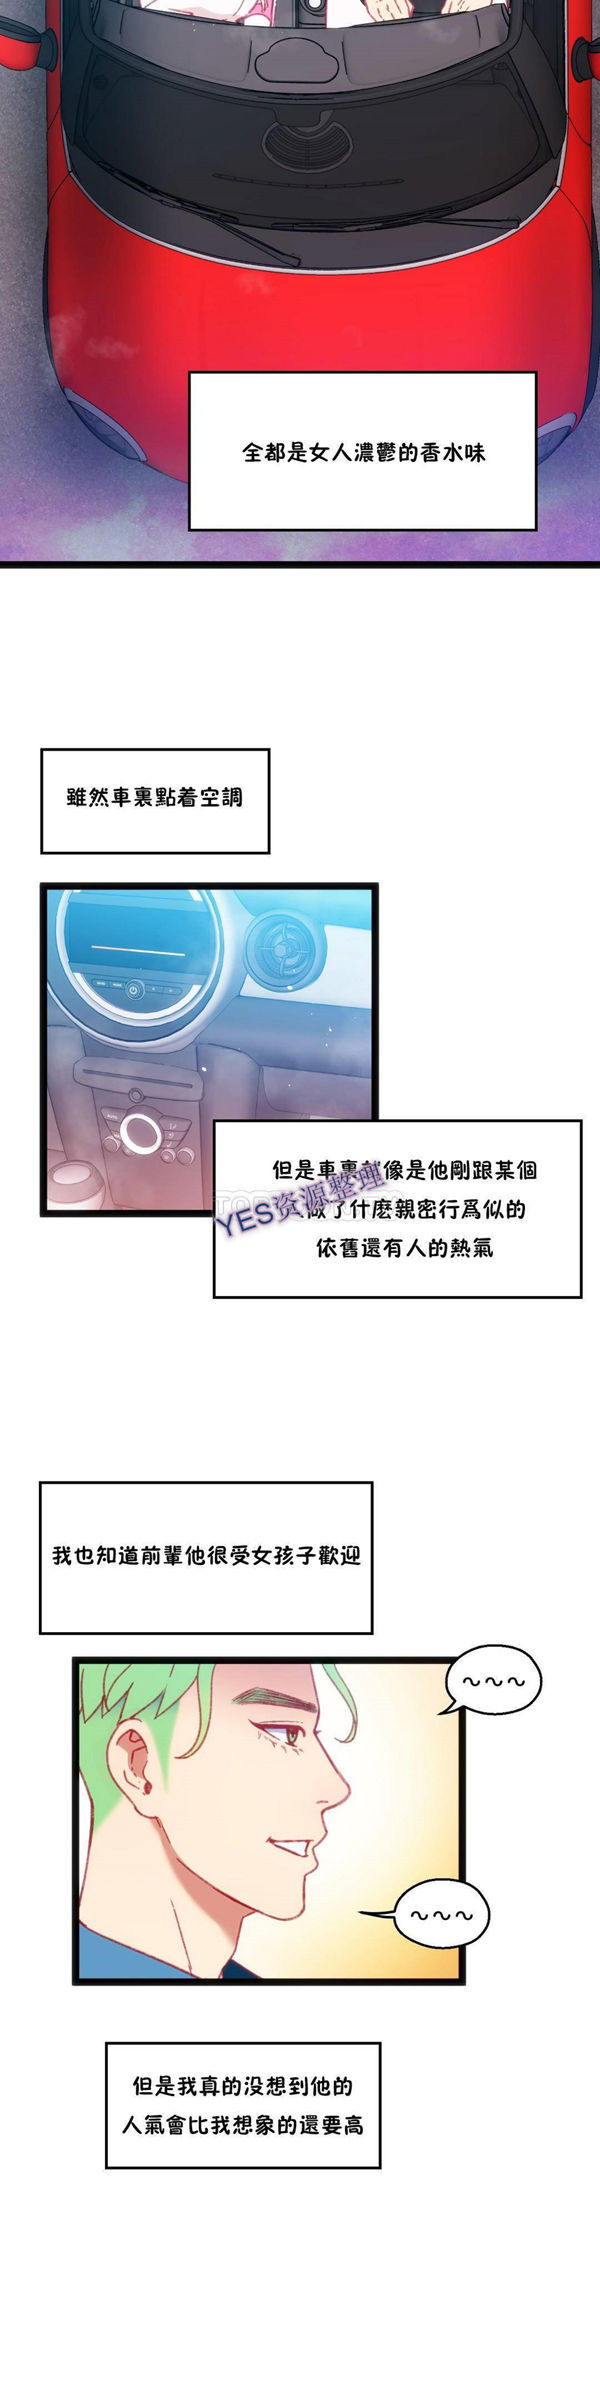 全都是女人濃鬱的香水味
雖然車裏點着空調
但是車裏就像是他剛跟某個
做了什麽親密行爲似的
依舊還有人的熱氣
YES资源整理
我也知道前輩他很受女孩子歡迎
~~~
~~~
但是我真的没想到他的
人氣會比我想象的還要高